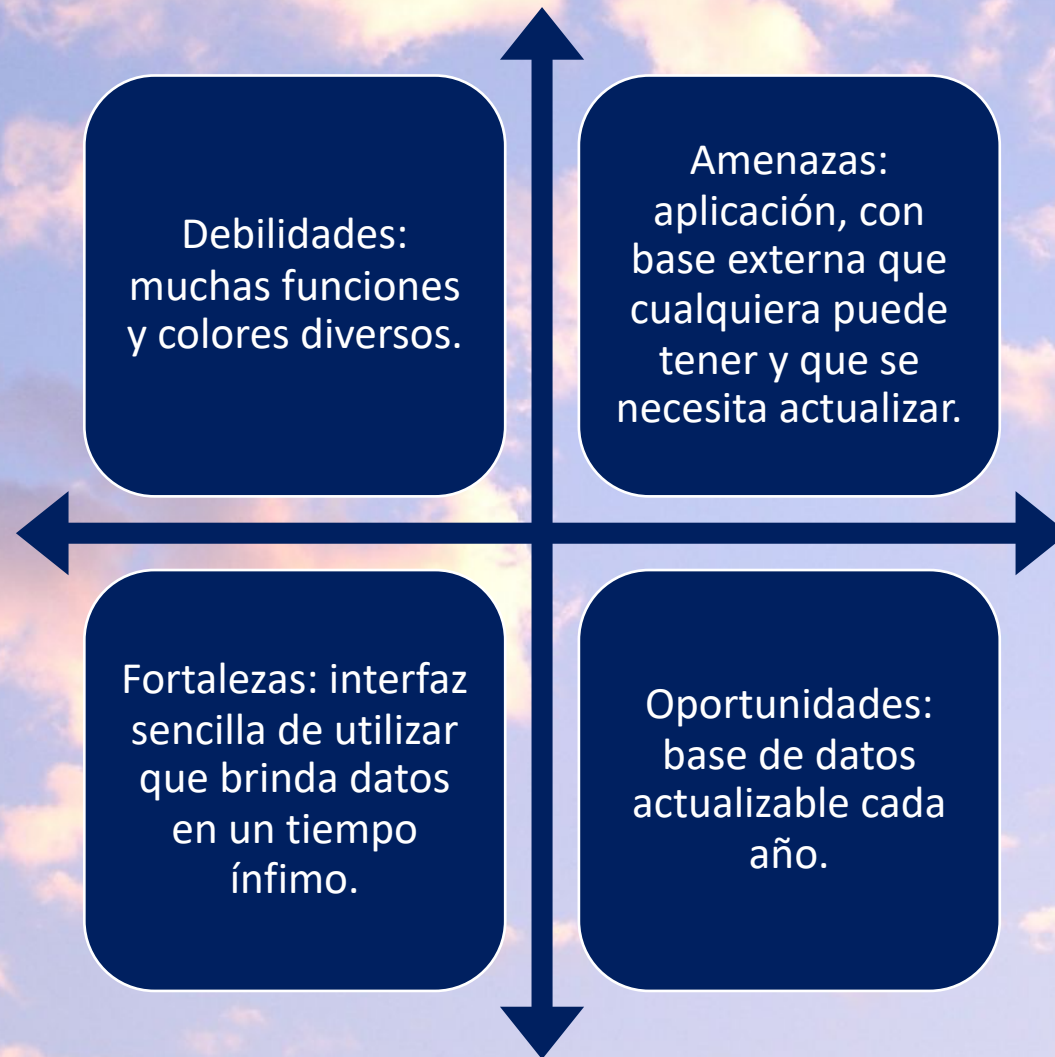 Debilidades:
muchas funciones
y colores diversos.
Amenazas:
aplicación, con
base externa que
cualquiera puede
tener y que se
necesita actualizar.
Fortalezas: interfaz
sencilla de utilizar
que brinda datos
en un tiempo
ínfimo.
Oportunidades:
base de datos
actualizable cada
año.